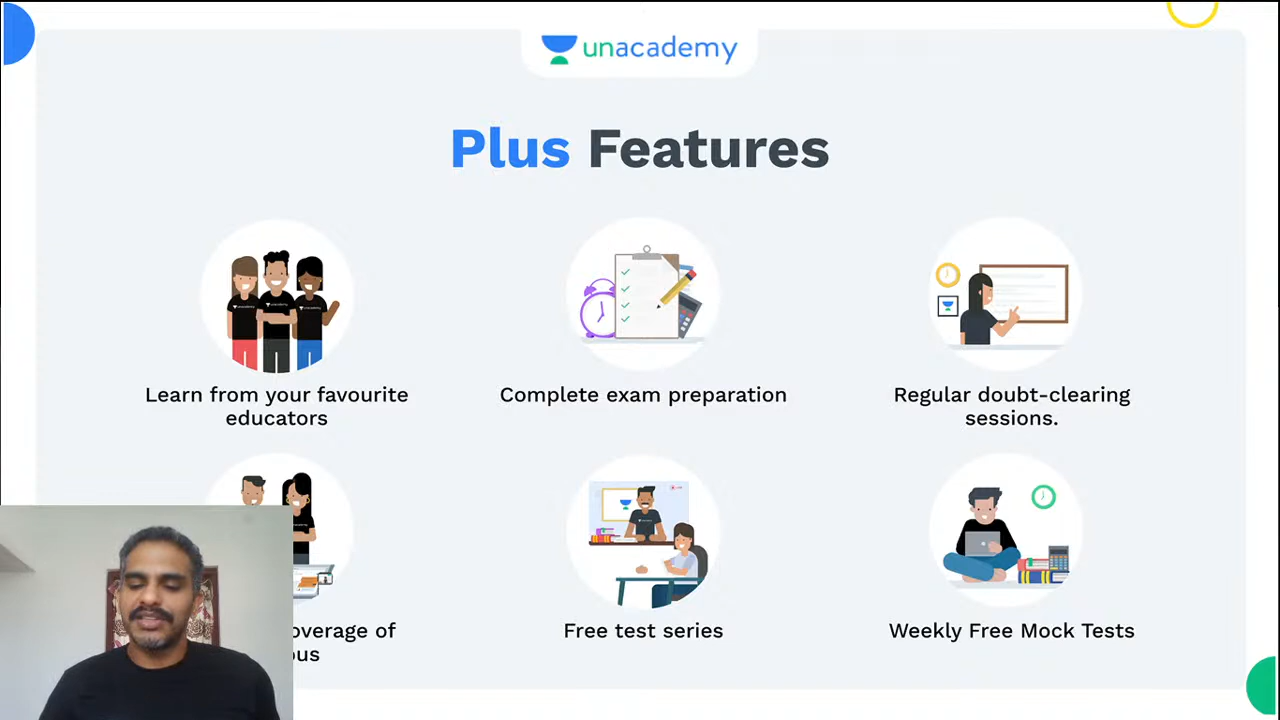 unacademy
Plus Features
Learn from your favourite
educators
Complete exam preparation
Regular doubt-clearing
sessions.
overage of
ous
Free test series
Weekly Free Mock Tests